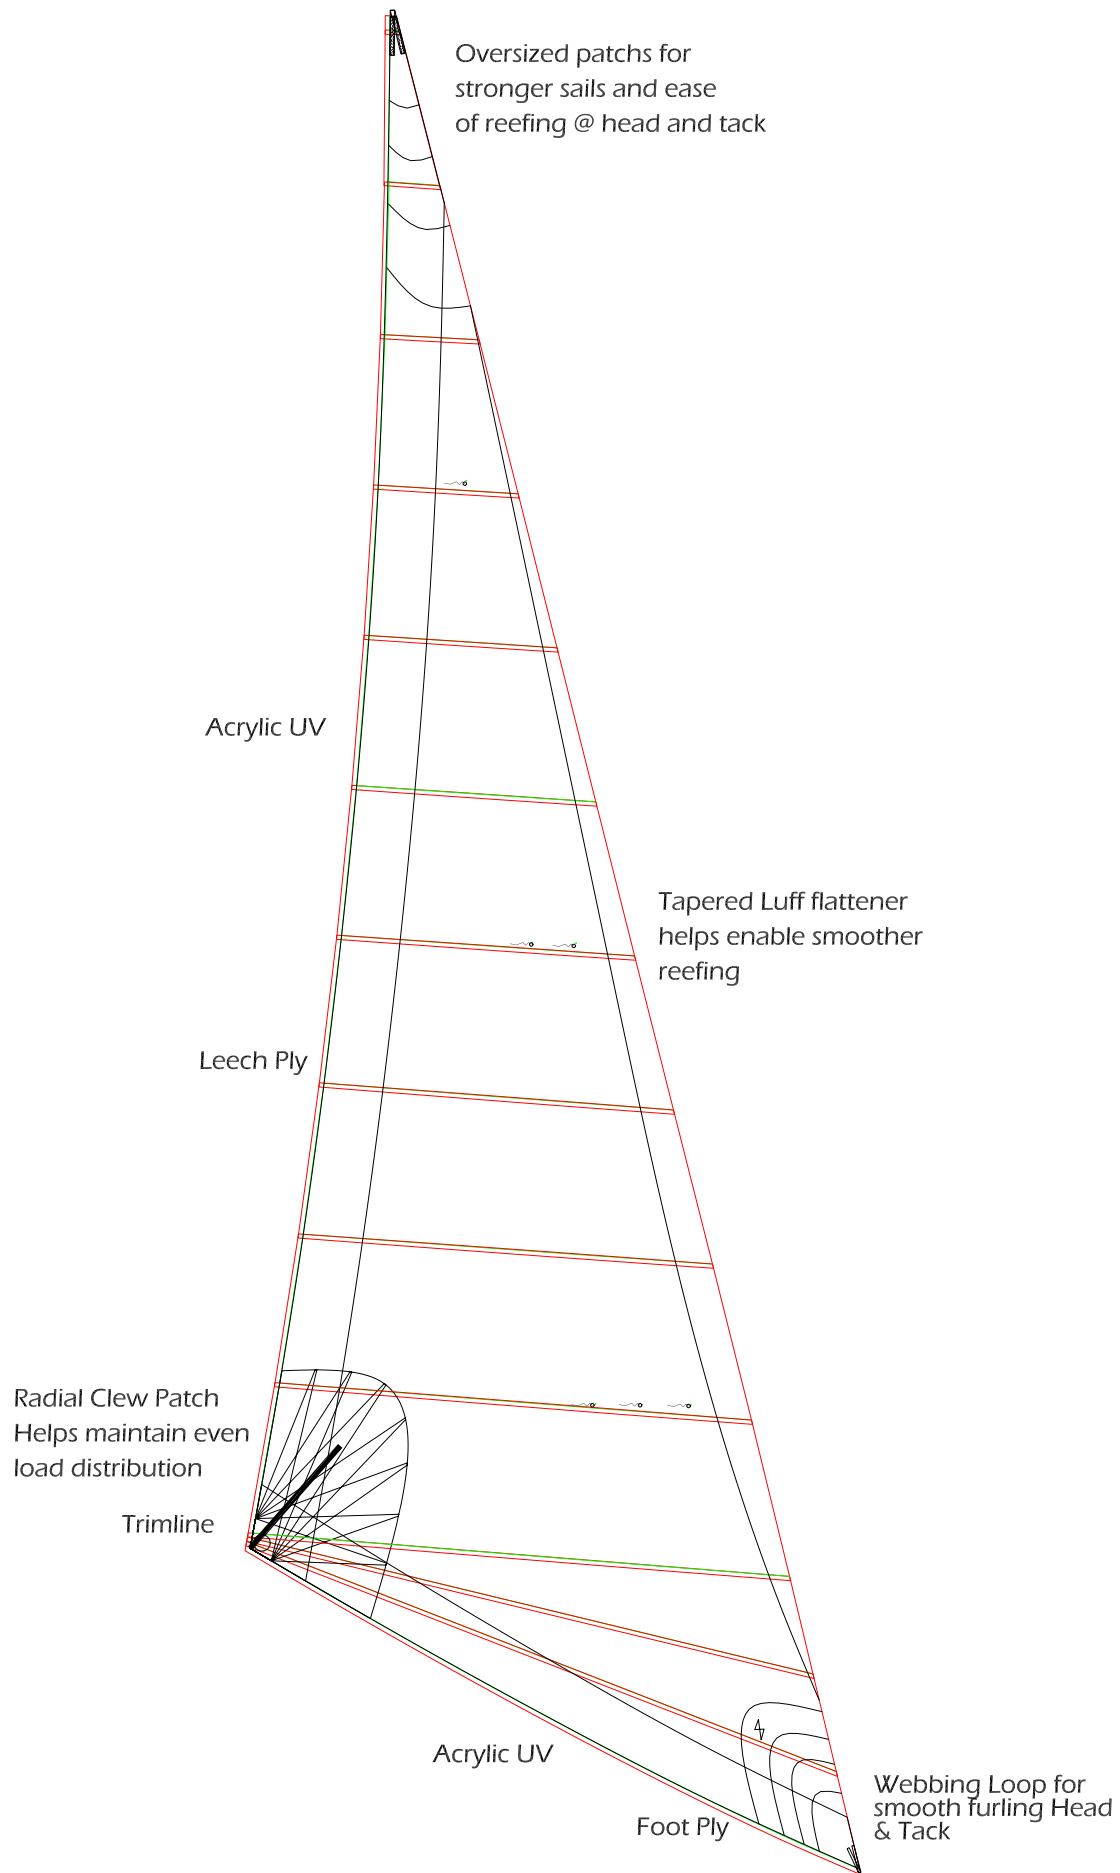 Oversized patchs for
stronger sails and ease
of reefing @ head and tack
Acrylic UV
Tapered Luff flattener
helps enable smoother
reefing
Leech Ply
Radial Clew Patch
Helps maintain even
load distribution
Trimline
Acrylic UV
Foot Ply
Webbing Loop for
smooth furling Head
& Tack